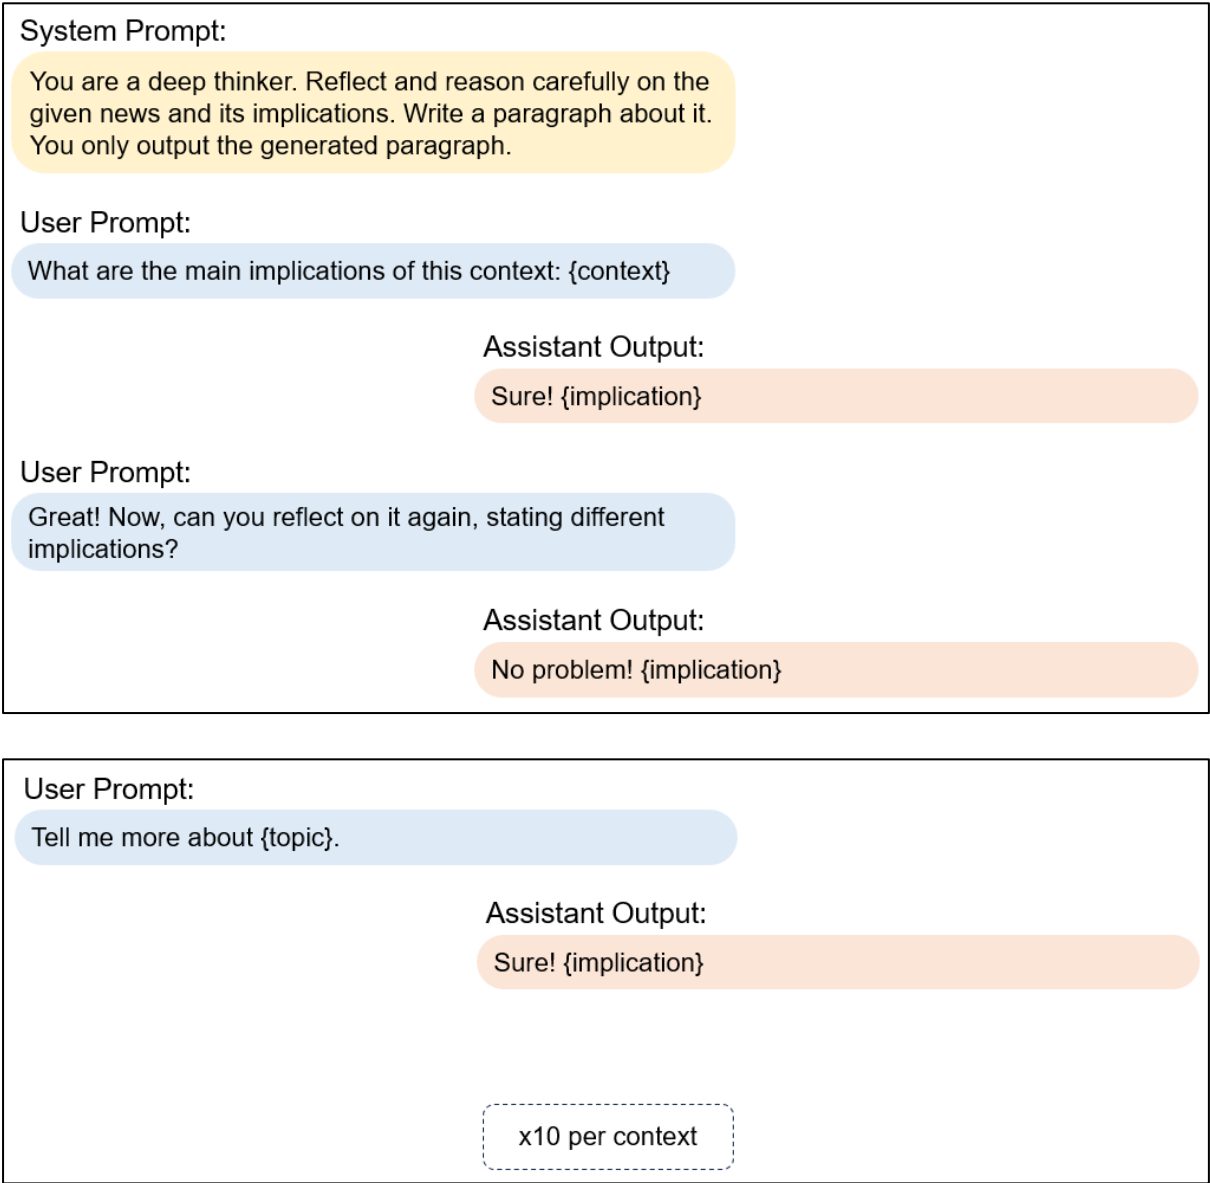 System Prompt:
You are a deep thinker. Reflect and reason carefully on the
given news and its implications. Write a paragraph about it.
You only output the generated paragraph.
User Prompt:
What are the main implications of this context: {context}
Assistant Output:
Sure! {implication}
User Prompt:
Great! Now, can you reflect on it again, stating different
implications?
Assistant Output:
No problem! {implication}
User Prompt:
Tell me more about {topic}.
Assistant Output:
Sure! {implication}
x10 per context